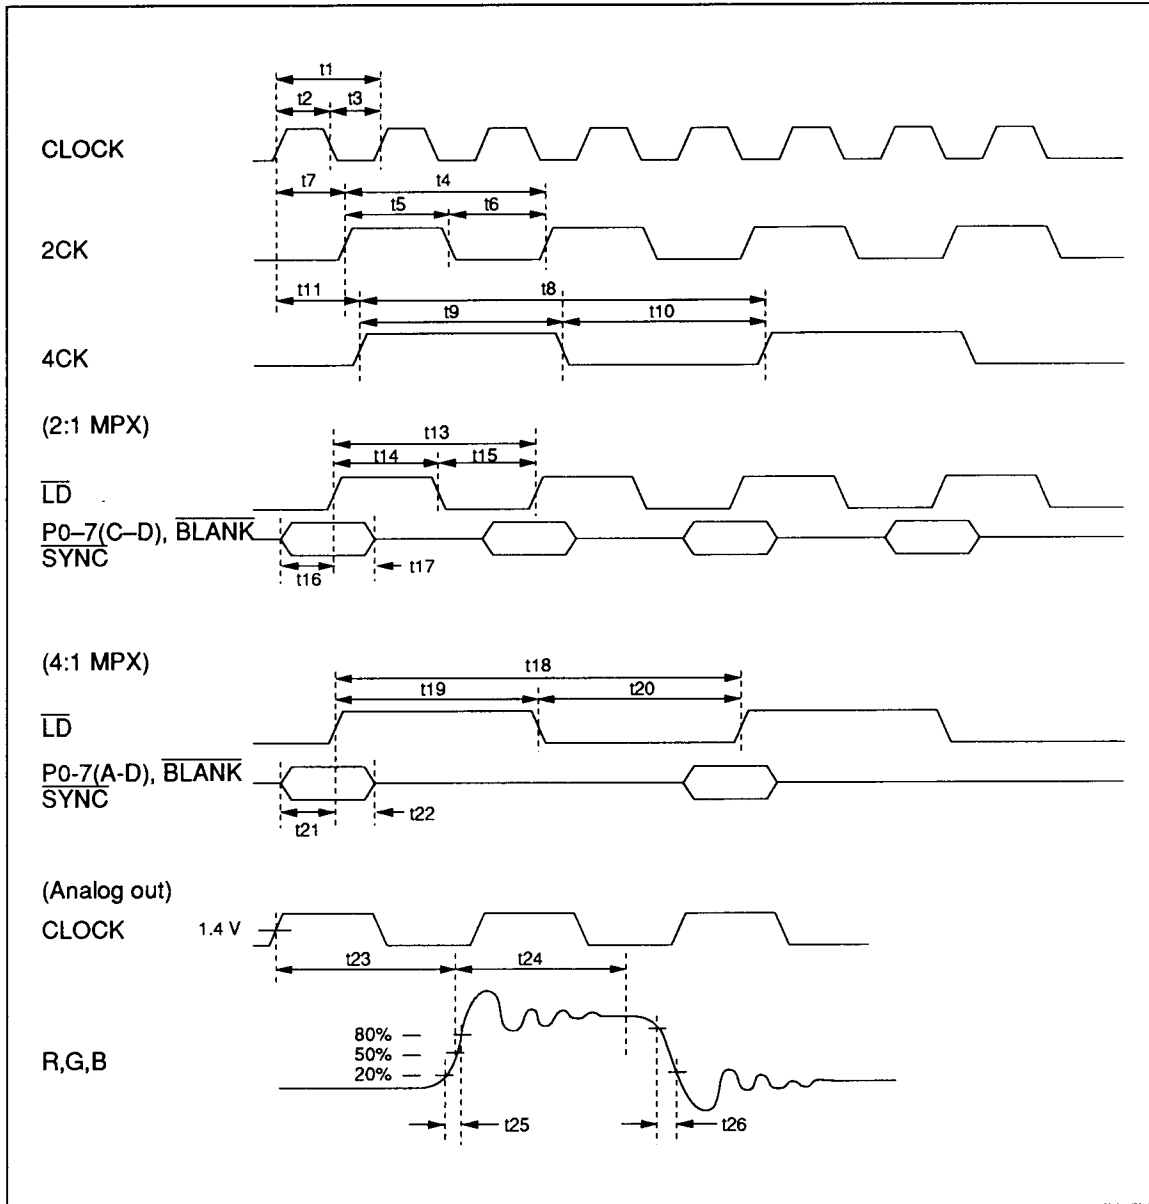 t1
t2 t3
CLOCK
t7 t4
t5 t6
2CK
t11 t8
t9 t10
4CK
(2:1 MPX)
t13
t14 t15
LD
P0–7(C–D), BLANK
SYNC
t16 t17
(4:1 MPX)
t18
t19 t20
LD
P0-7(A-D), BLANK
SYNC
t21 t22
(Analog out)
CLOCK 1.4 V
t23 t24
80%
50%
R,G,B
20%
t25 t26